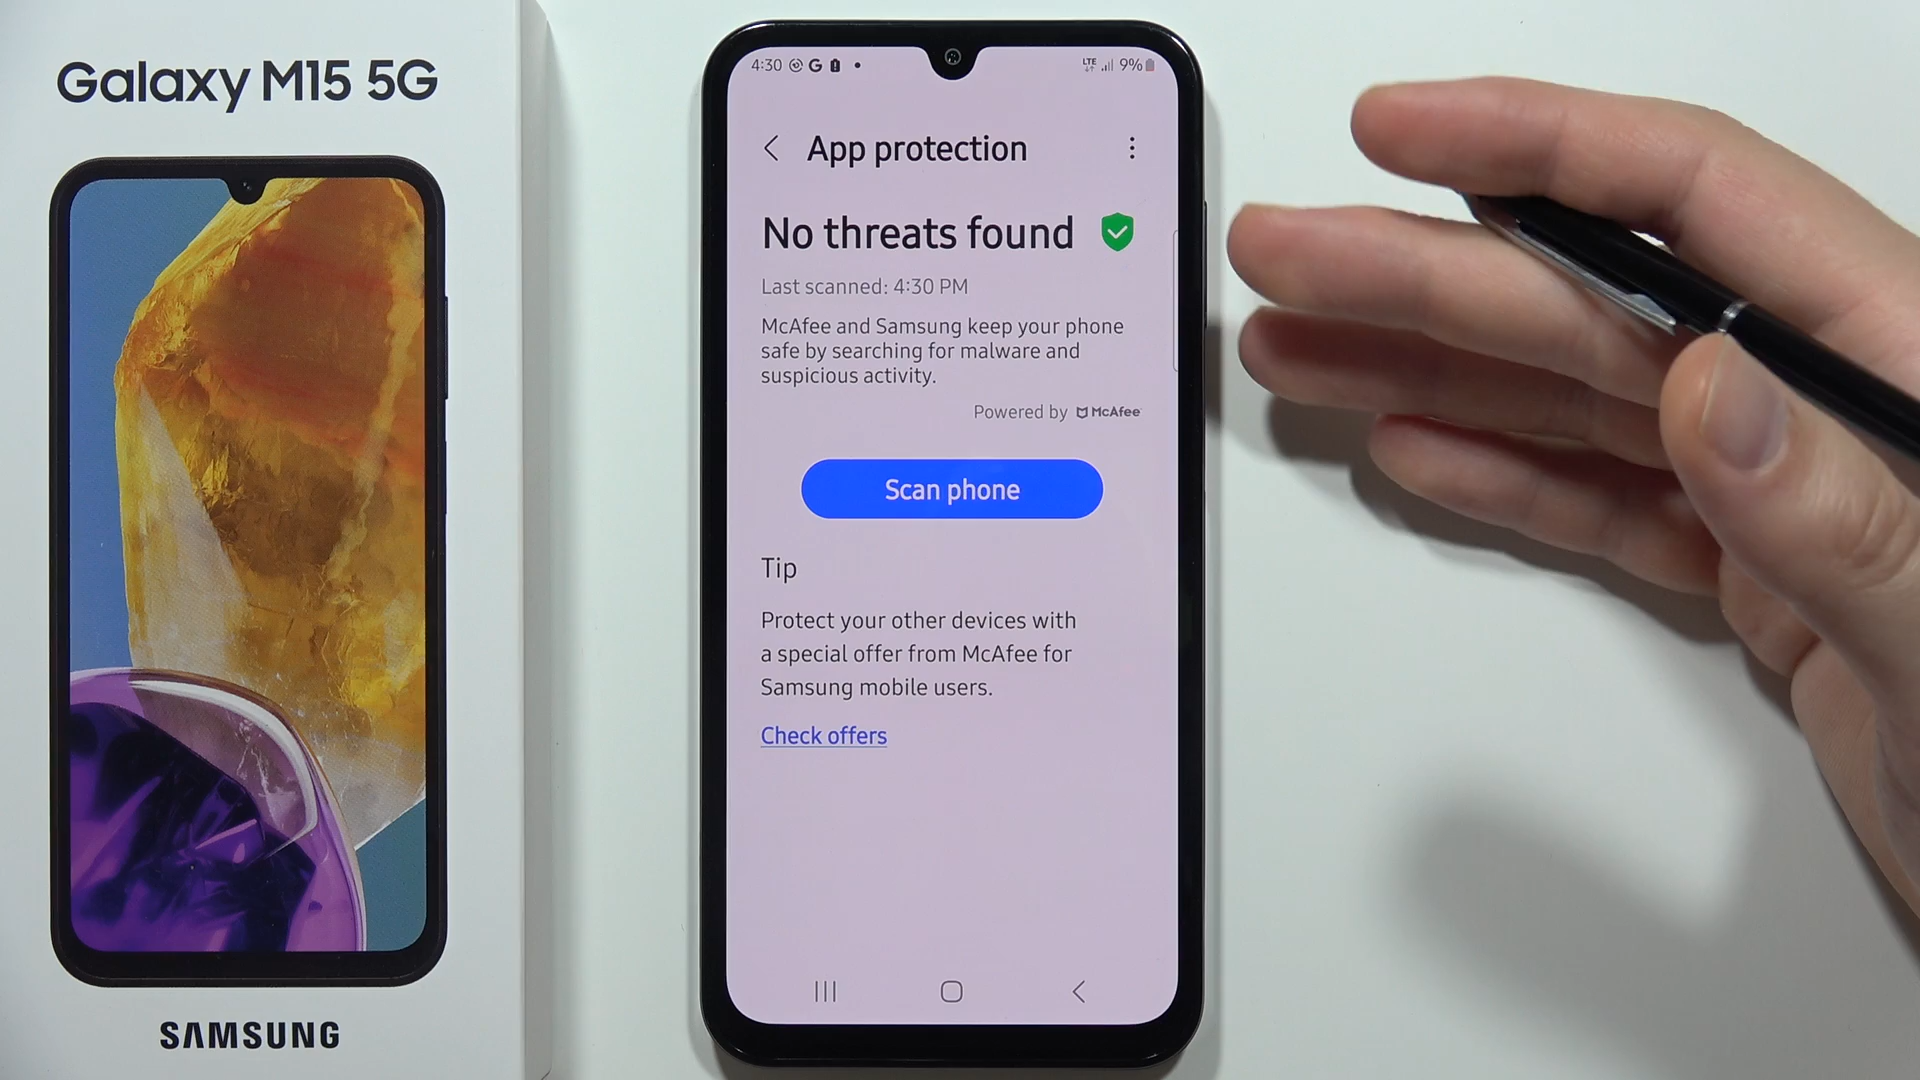 Galaxy M15 5G
SAMSUNG
4:30 G LTE 9%
App protection
No threats found
Last scanned: 4:30 PM
McAfee and Samsung keep your phone
safe by searching for malware and
suspicious activity.
Powered by McAfee
Scan phone
Tip
Protect your other devices with
a special offer from McAfee for
Samsung mobile users.
Check offers